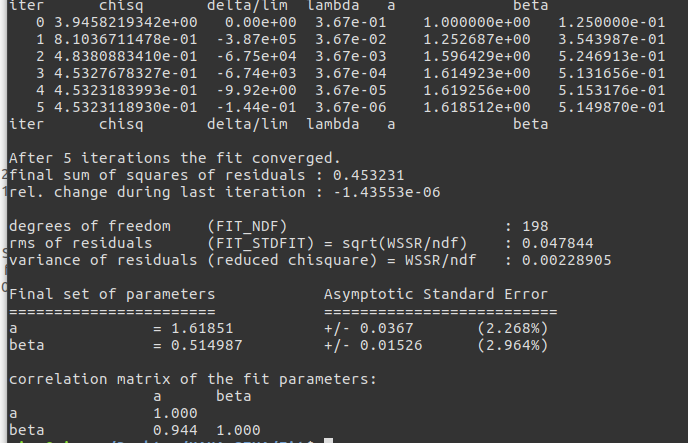 iter      chisq       delta/lim  lambda   a             beta
   0 3.9458219342e+00    0.00e+00  3.67e-01    1.000000e+00   1.250000e-01
   1 8.1036711478e-01   -3.87e+05  3.67e-02    1.252687e+00   3.543987e-01
   2 4.8380883410e-01   -6.75e+04  3.67e-03    1.596429e+00   5.246913e-01
   3 4.5327678327e-01   -6.74e+03  3.67e-04    1.614923e+00   5.131656e-01
   4 4.5323183993e-01   -9.92e+00  3.67e-05    1.619256e+00   5.153176e-01
   5 4.5323118930e-01   -1.44e-01  3.67e-06    1.618512e+00   5.149870e-01
iter      chisq       delta/lim  lambda   a             beta
After 5 iterations the fit converged.
final sum of squares of residuals : 0.453231
rel. change during last iteration : -1.43553e-06
degrees of freedom    (FIT_NDF)                        : 198
rms of residuals      (FIT_STDFIT) = sqrt(WSSR/ndf)    : 0.047844
variance of residuals (reduced chisquare) = WSSR/ndf   : 0.00228905
Final set of parameters            Asymptotic Standard Error
=======================            ==========================
a               = 1.61851          +/- 0.0367       (2.268%)
beta            = 0.514987         +/- 0.01526      (2.964%)
correlation matrix of the fit parameters:
                a      beta
a               1.000
beta            0.944  1.000